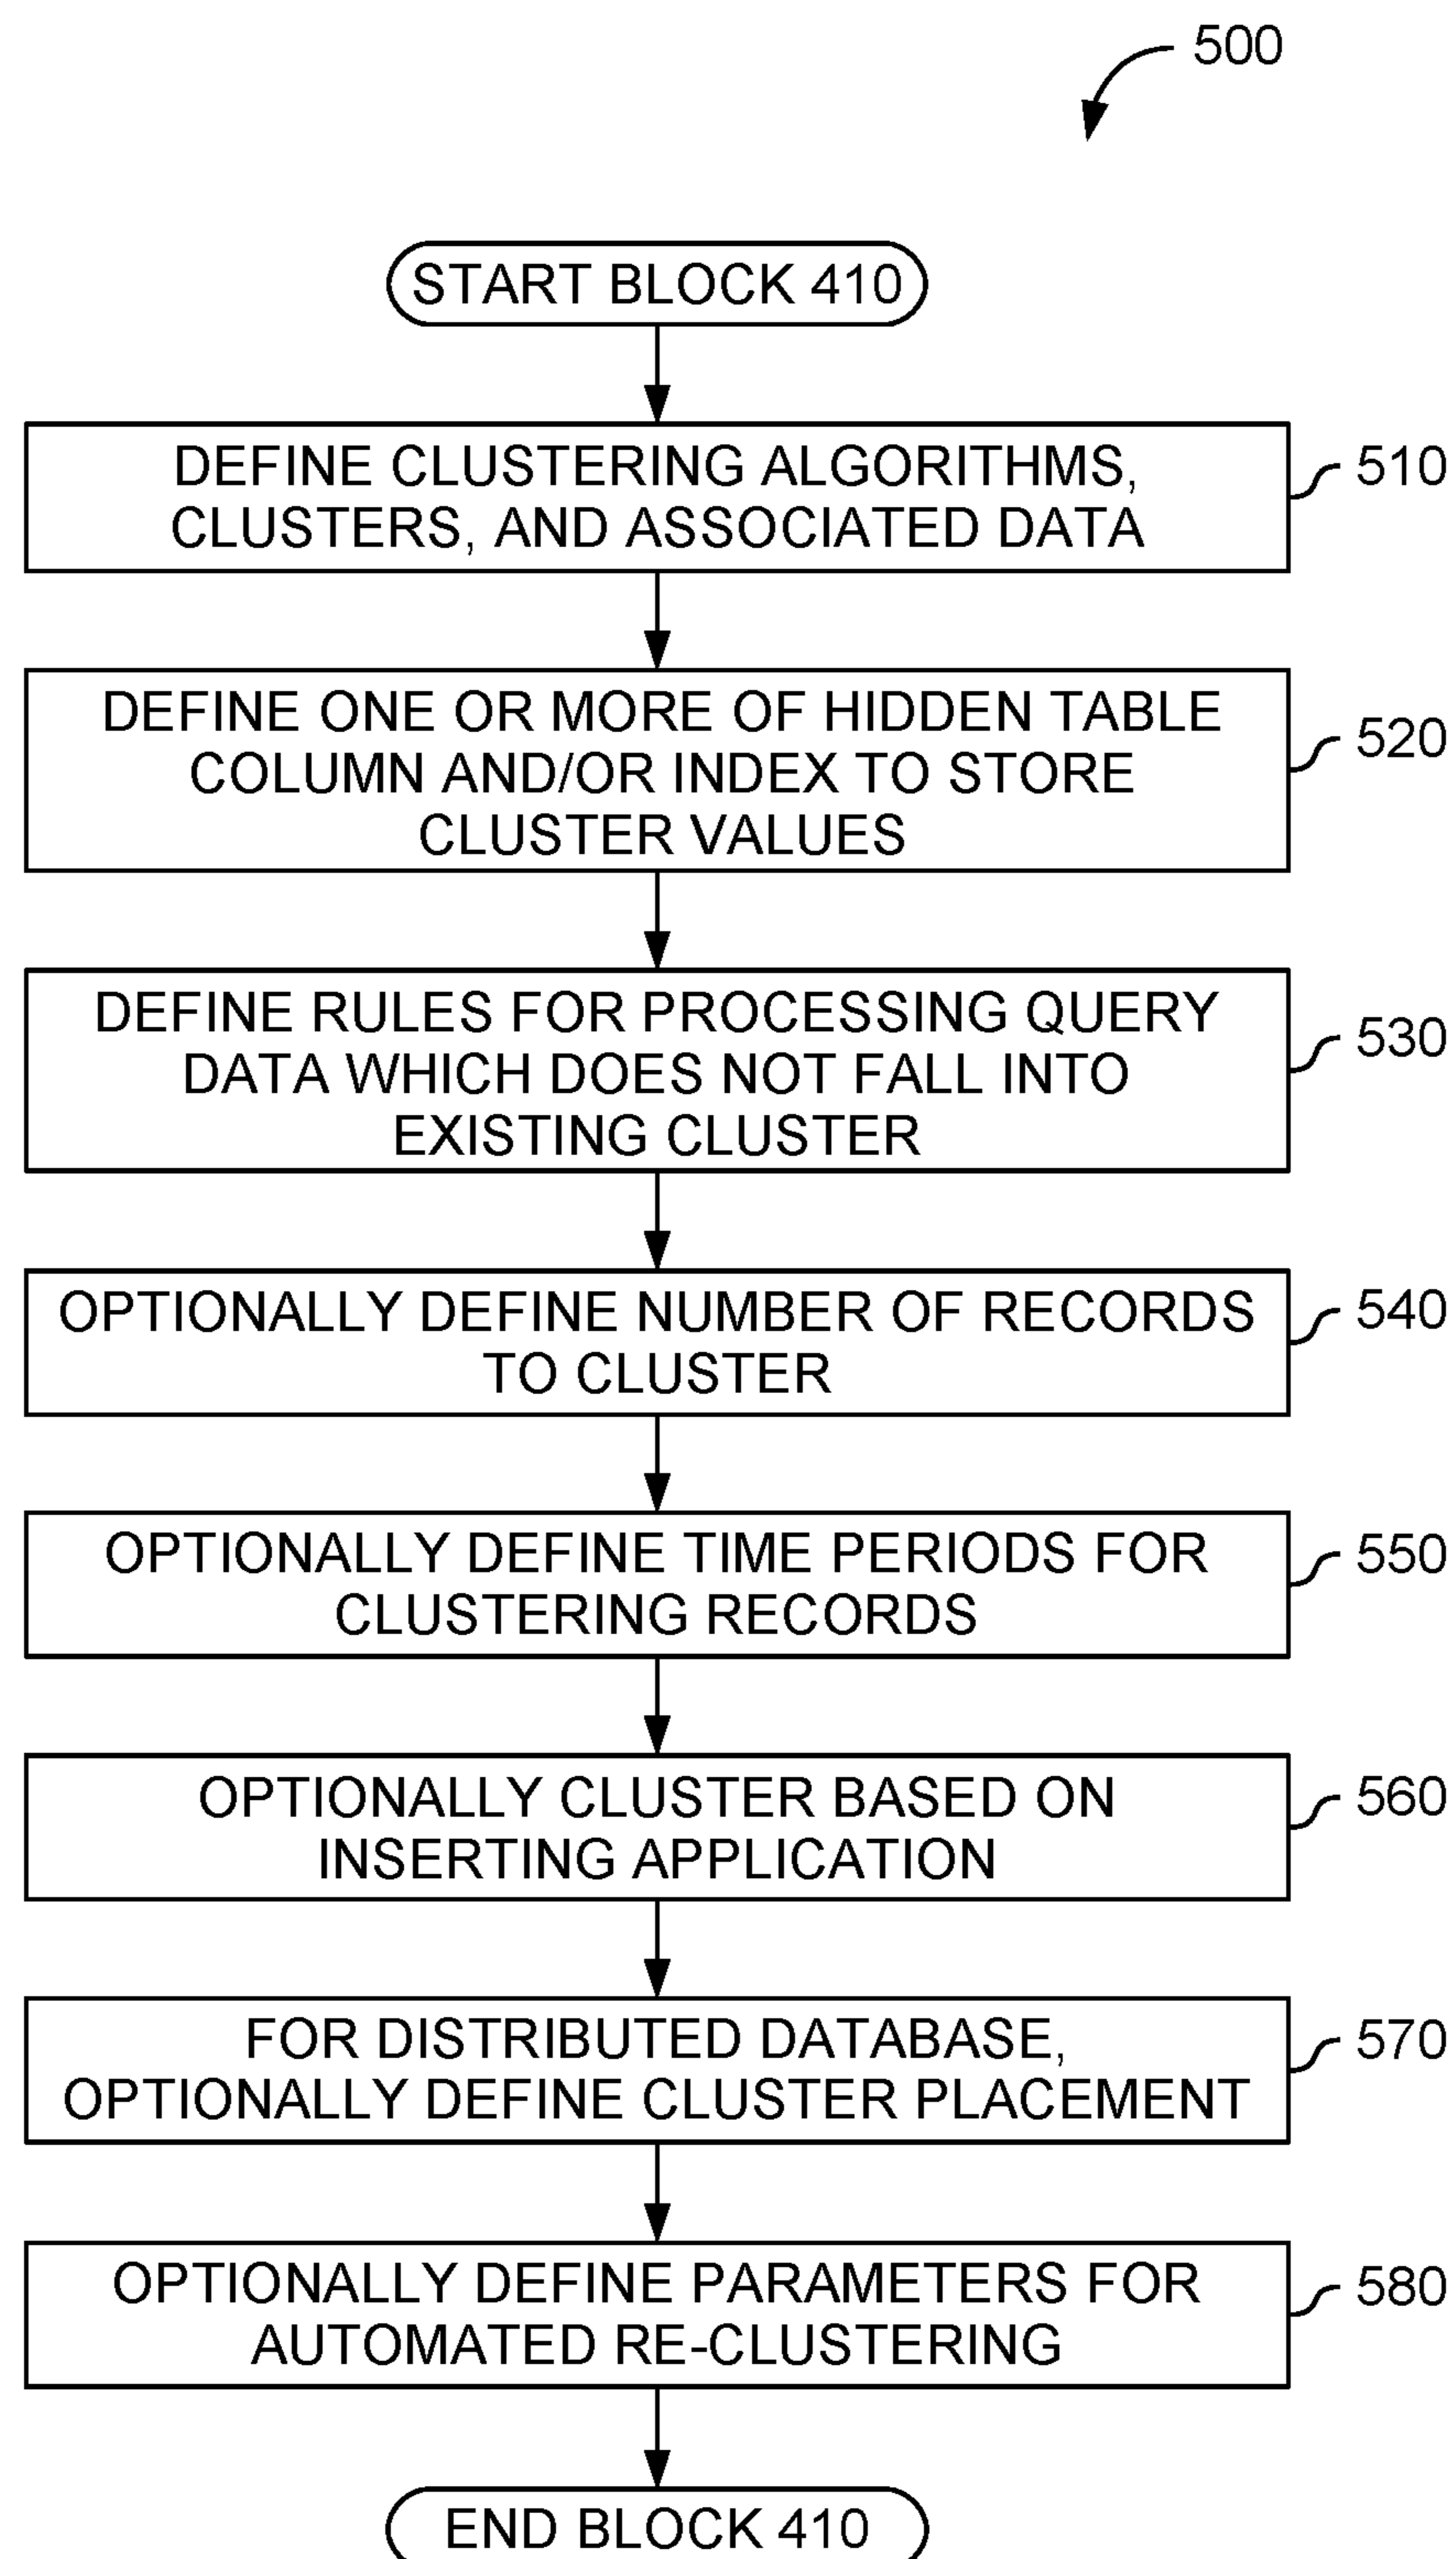 500
START BLOCK 410
DEFINE CLUSTERING ALGORITHMS,
CLUSTERS, AND ASSOCIATED DATA
510
DEFINE ONE OR MORE OF HIDDEN TABLE
COLUMN AND/OR INDEX TO STORE
CLUSTER VALUES
520
DEFINE RULES FOR PROCESSING QUERY
DATA WHICH DOES NOT FALL INTO
EXISTING CLUSTER
530
OPTIONALLY DEFINE NUMBER OF RECORDS
TO CLUSTER
540
OPTIONALLY DEFINE TIME PERIODS FOR
CLUSTERING RECORDS
550
OPTIONALLY CLUSTER BASED ON
INSERTING APPLICATION
560
FOR DISTRIBUTED DATABASE,
OPTIONALLY DEFINE CLUSTER PLACEMENT
570
OPTIONALLY DEFINE PARAMETERS FOR
AUTOMATED RE-CLUSTERING
580
END BLOCK 410